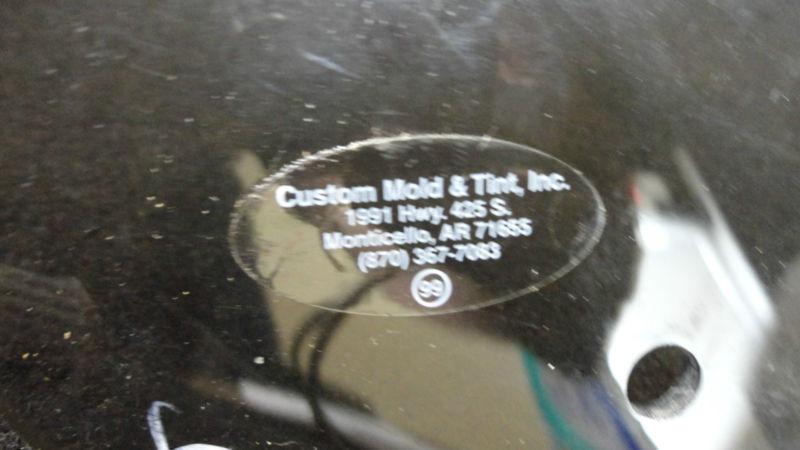 Custom Mold & Tint, Inc.
1991 Hwy. 425 S.
Monticello, AR 71655
(870) 367-7083
99